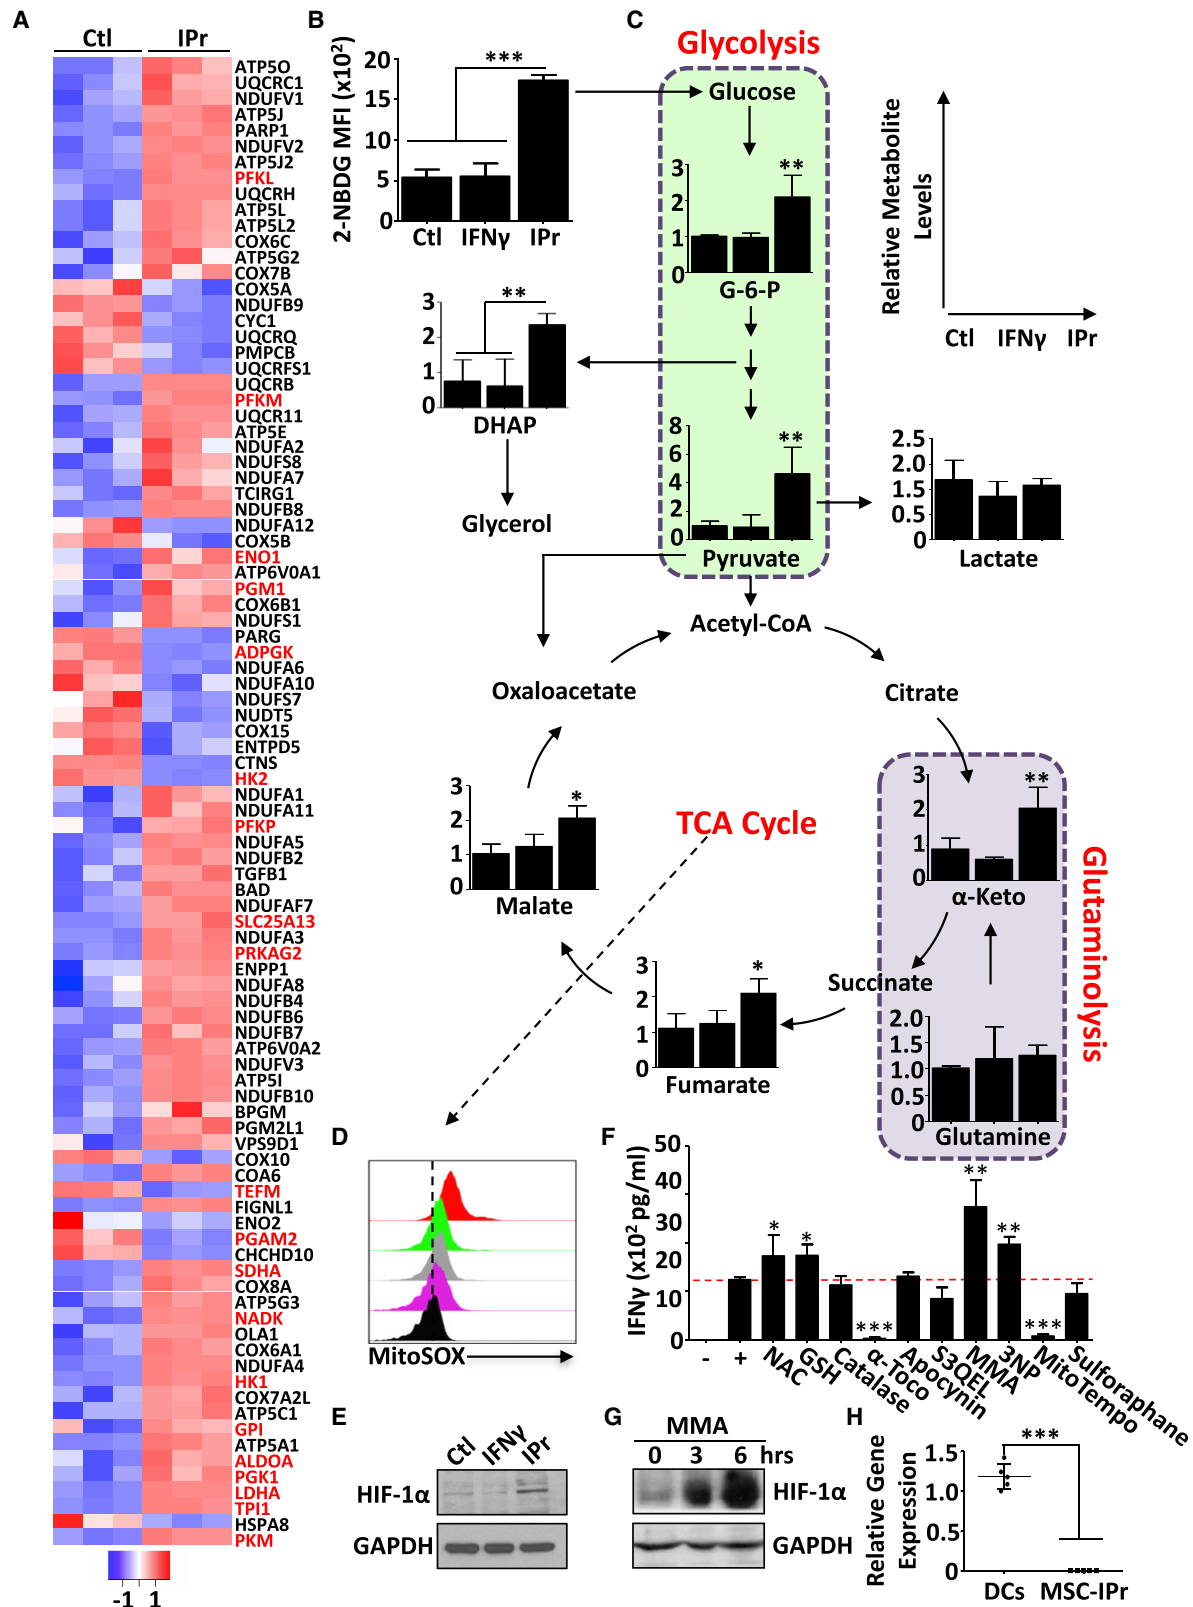 A
Ctl IPr
ATP5O
UQCRC1
NDUFV1
ATP5J
PARP1
NDUFV2
ATP5J2
PFKL
UQCRH
ATP5L
ATP5L2
COX6C
ATP5G2
COX7B
COX5A
NDUFB9
CYC1
UQCRQ
PMPCB
UQCRFS1
UQCRB
PFKM
UQCR11
ATP5E
NDUFA2
NDUFS8
NDUFA7
TCIRG1
NDUFB8
NDUFA12
COX5B
ENO1
ATP6V0A1
PGM1
COX6B1
NDUFS1
PARG
ADPGK
NDUFA6
NDUFA10
NDUFS7
NUDT5
COX15
ENTPD5
CTNS
HK2
NDUFA1
NDUFA11
PFKP
NDUFA5
NDUFB2
TGFB1
BAD
NDUFAF7
SLC25A13
NDUFA3
PRKAG2
ENPP1
NDUFA8
NDUFB4
NDUFB6
NDUFB7
ATP6V0A2
NDUFV3
ATP5I
NDUFB10
BPGM
PGM2L1
VPS9D1
COX10
COA6
TEFM
FIGNL1
ENO2
PGAM2
CHCHD10
SDHA
COX8A
ATP5G3
NADK
OLA1
COX6A1
NDUFA4
HK1
COX7A2L
ATP5C1
GPI
ATP5A1
ALDOA
PGK1
LDHA
TPI1
HSPA8
PKM
-1 1
B
2-NBDG MFI (x10²)
20
15
10
5
0
***
Ctl IFNγ IPr
C
Glycolysis
Glucose
3
2
1
0
**
G-6-P
Relative Metabolite
Levels
Ctl IFNγ IPr
3
2
1
0
**
DHAP
Glycerol
8
6
4
2
0
**
Pyruvate
2.5
2.0
1.5
0.5
0
Lactate
Acetyl-CoA
Oxaloacetate
Citrate
TCA Cycle
3
2
1
0
*
Malate
3
2
1
0
**
α-Keto
Glutaminolysis
Succinate
3
2
1
0
*
Fumarate
2.0
1.5
1.0
0.5
0
Glutamine
D
MitoSOX
F
IFNγ (x10² pg/ml)
50
40
30
20
10
0
* * *** ** ** ***
- + NAC GSH Catalase α-Toco Apocynin S3QEL MMA 3NP MitoTempo Sulforaphane
E
Ctl IFNγ IPr
HIF-1α
GAPDH
G
MMA
0 3 6 hrs
HIF-1α
GAPDH
H
Relative Gene
Expression
1.5
1.0
0.5
0
***
DCs MSC-IPr